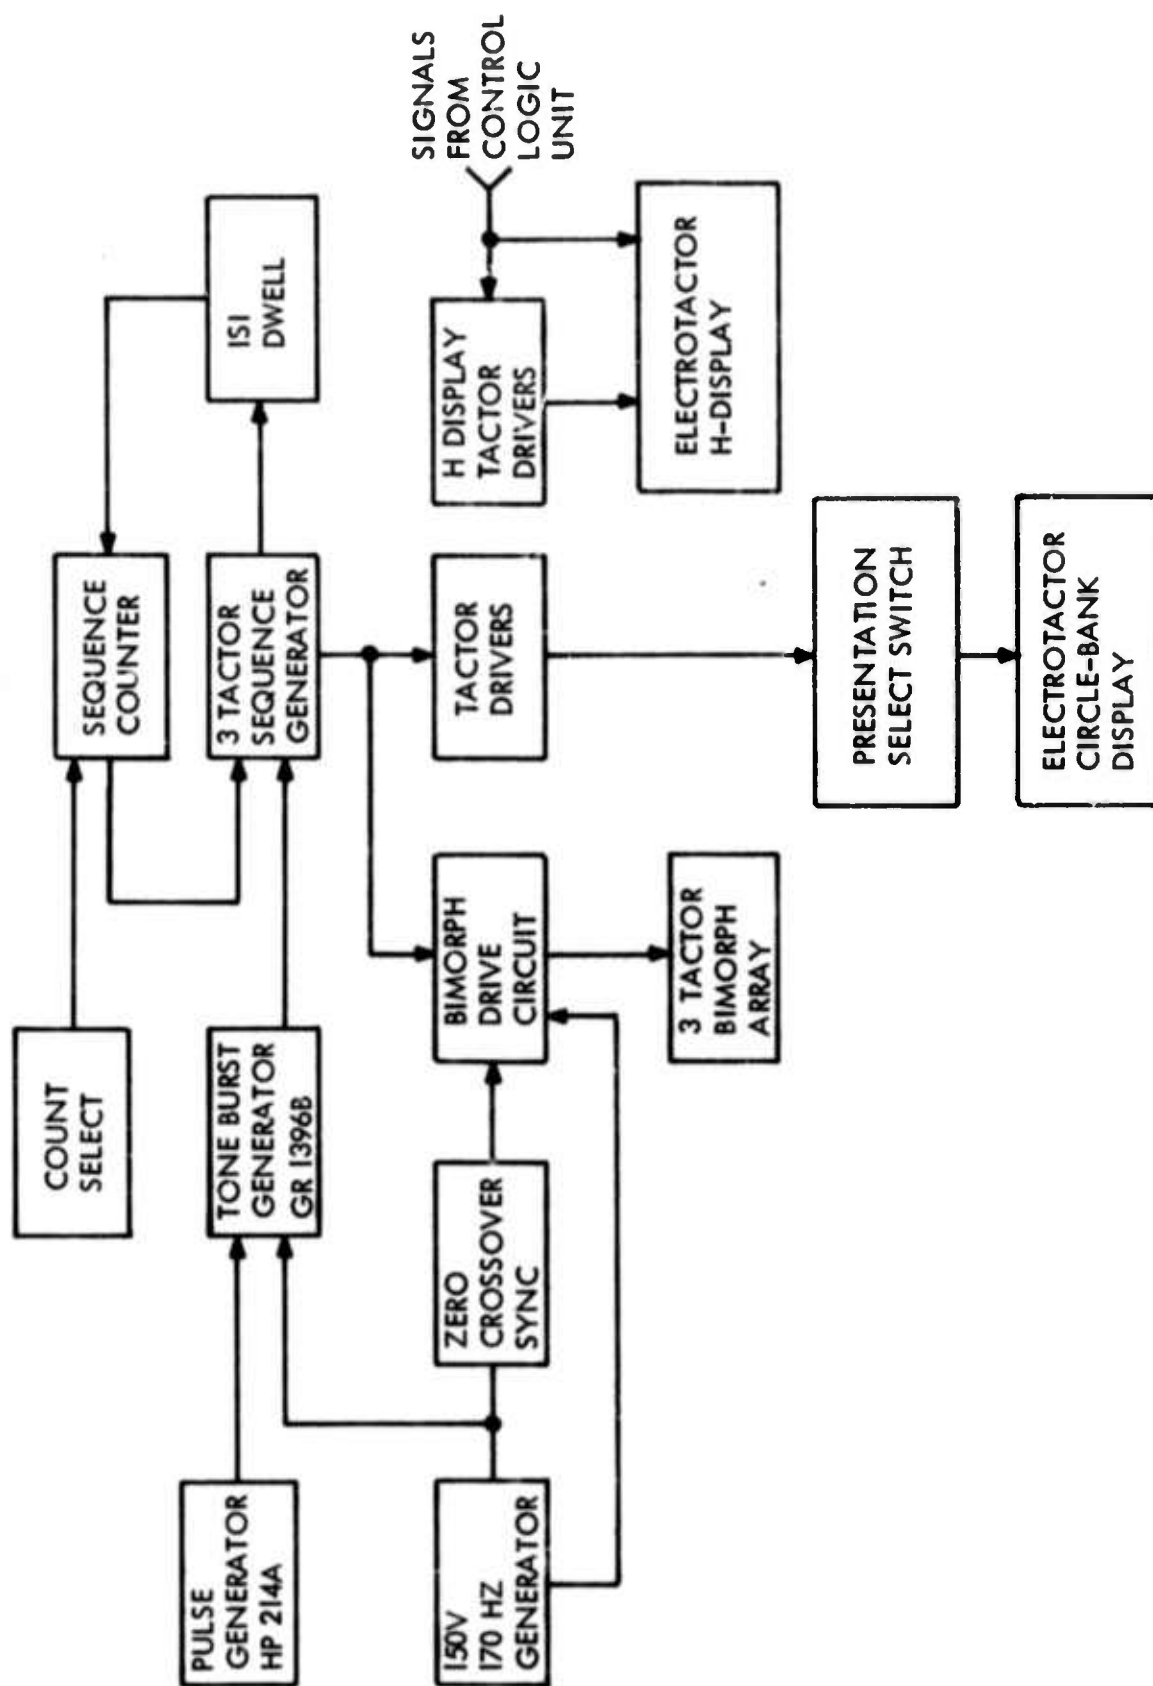 COUNT
SELECT
SEQUENCE
COUNTER
PULSE
GENERATOR
HP 214A
TONE BURST
GENERATOR
GR 1396B
3 TACTOR
SEQUENCE
GENERATOR
ISI
DWELL
150V
170 HZ
GENERATOR
ZERO
CROSSOVER
SYNC
BIMORPH
DRIVE
CIRCUIT
TACTOR
DRIVERS
H DISPLAY
TACTOR
DRIVERS
SIGNALS
FROM
CONTROL
LOGIC
UNIT
3 TACTOR
BIMORPH
ARRAY
ELECTROTACTOR
H-DISPLAY
PRESENTATION
SELECT SWITCH
ELECTROTACTOR
CIRCLE-BANK
DISPLAY